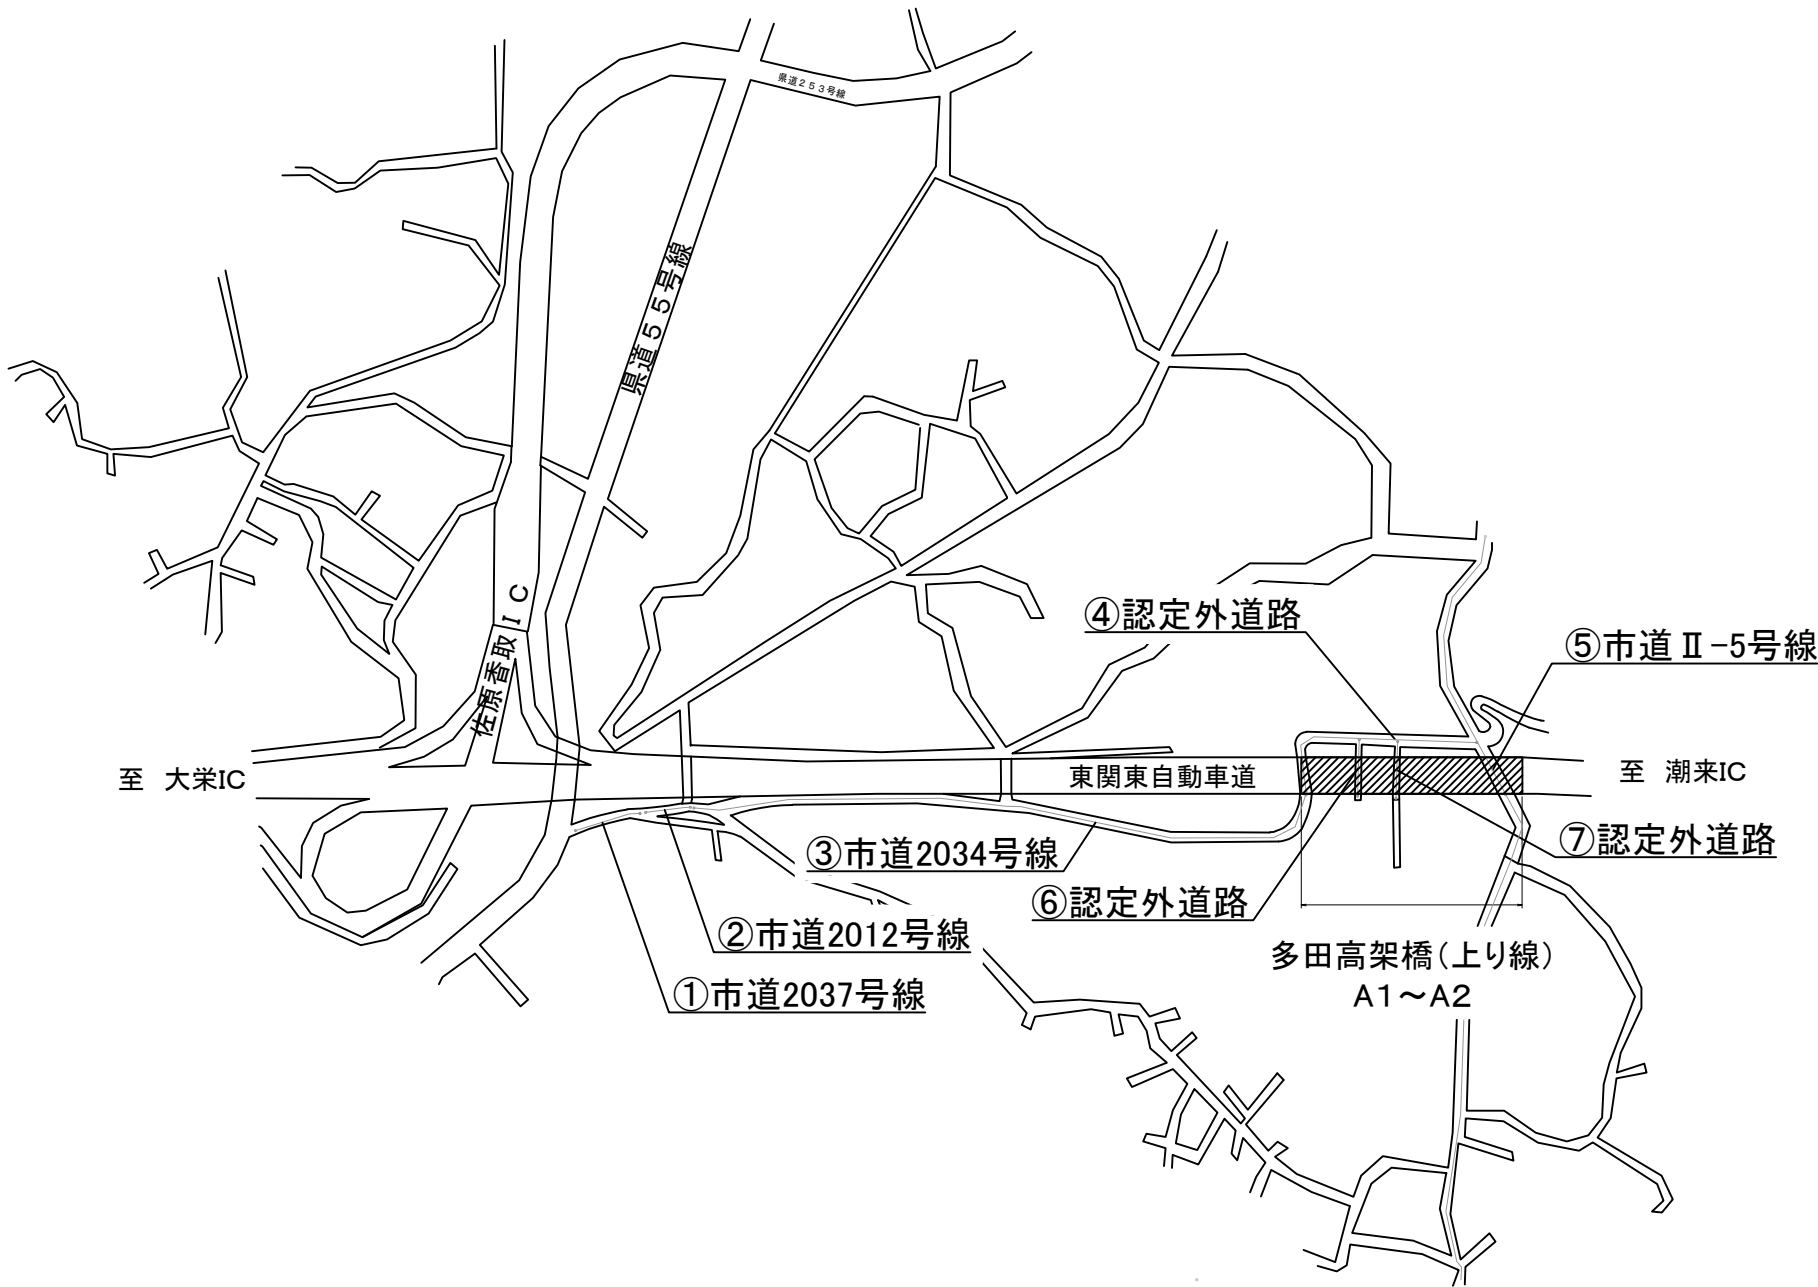 県道２５３号線
県道５５号線
佐原香取ＩＣ
④認定外道路
⑤市道Ⅱ-5号線
至　大栄IC
東関東自動車道
至　潮来IC
③市道2034号線
⑦認定外道路
⑥認定外道路
②市道2012号線
多田高架橋(上り線)
A1～A2
①市道2037号線